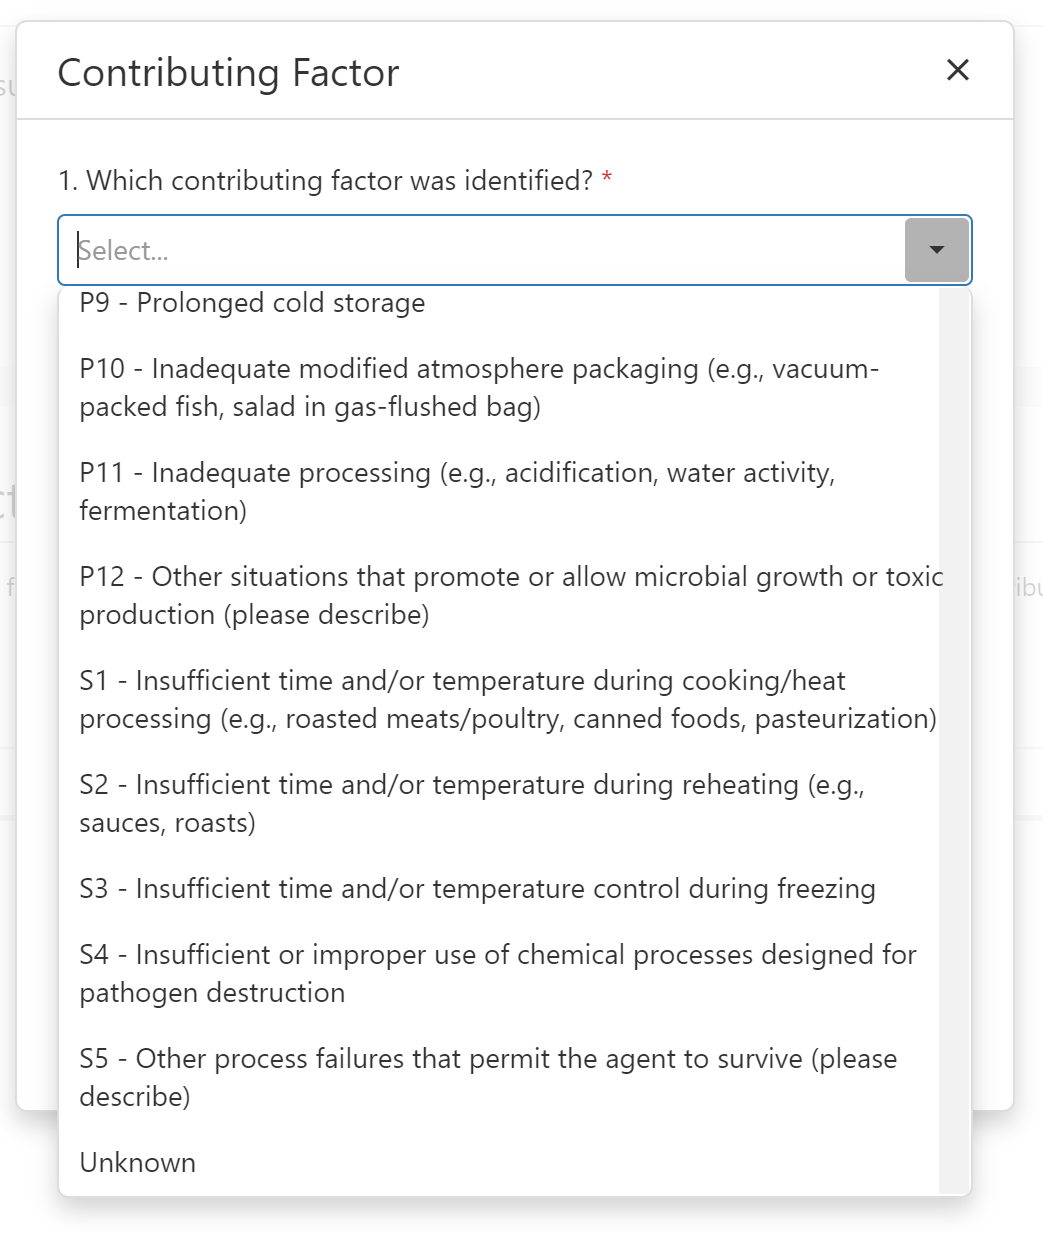 Contributing Factor
1. Which contributing factor was identified? *
Select...
P9 - Prolonged cold storage
P10 - Inadequate modified atmosphere packaging (e.g., vacuum-
packed fish, salad in gas-flushed bag)
P11 - Inadequate processing (e.g., acidification, water activity,
fermentation)
P12 - Other situations that promote or allow microbial growth or toxic
production (please describe)
S1 - Insufficient time and/or temperature during cooking/heat
processing (e.g., roasted meats/poultry, canned foods, pasteurization)
S2 - Insufficient time and/or temperature during reheating (e.g.,
sauces, roasts)
S3 - Insufficient time and/or temperature control during freezing
S4 - Insufficient or improper use of chemical processes designed for
pathogen destruction
S5 - Other process failures that permit the agent to survive (please
describe)
Unknown